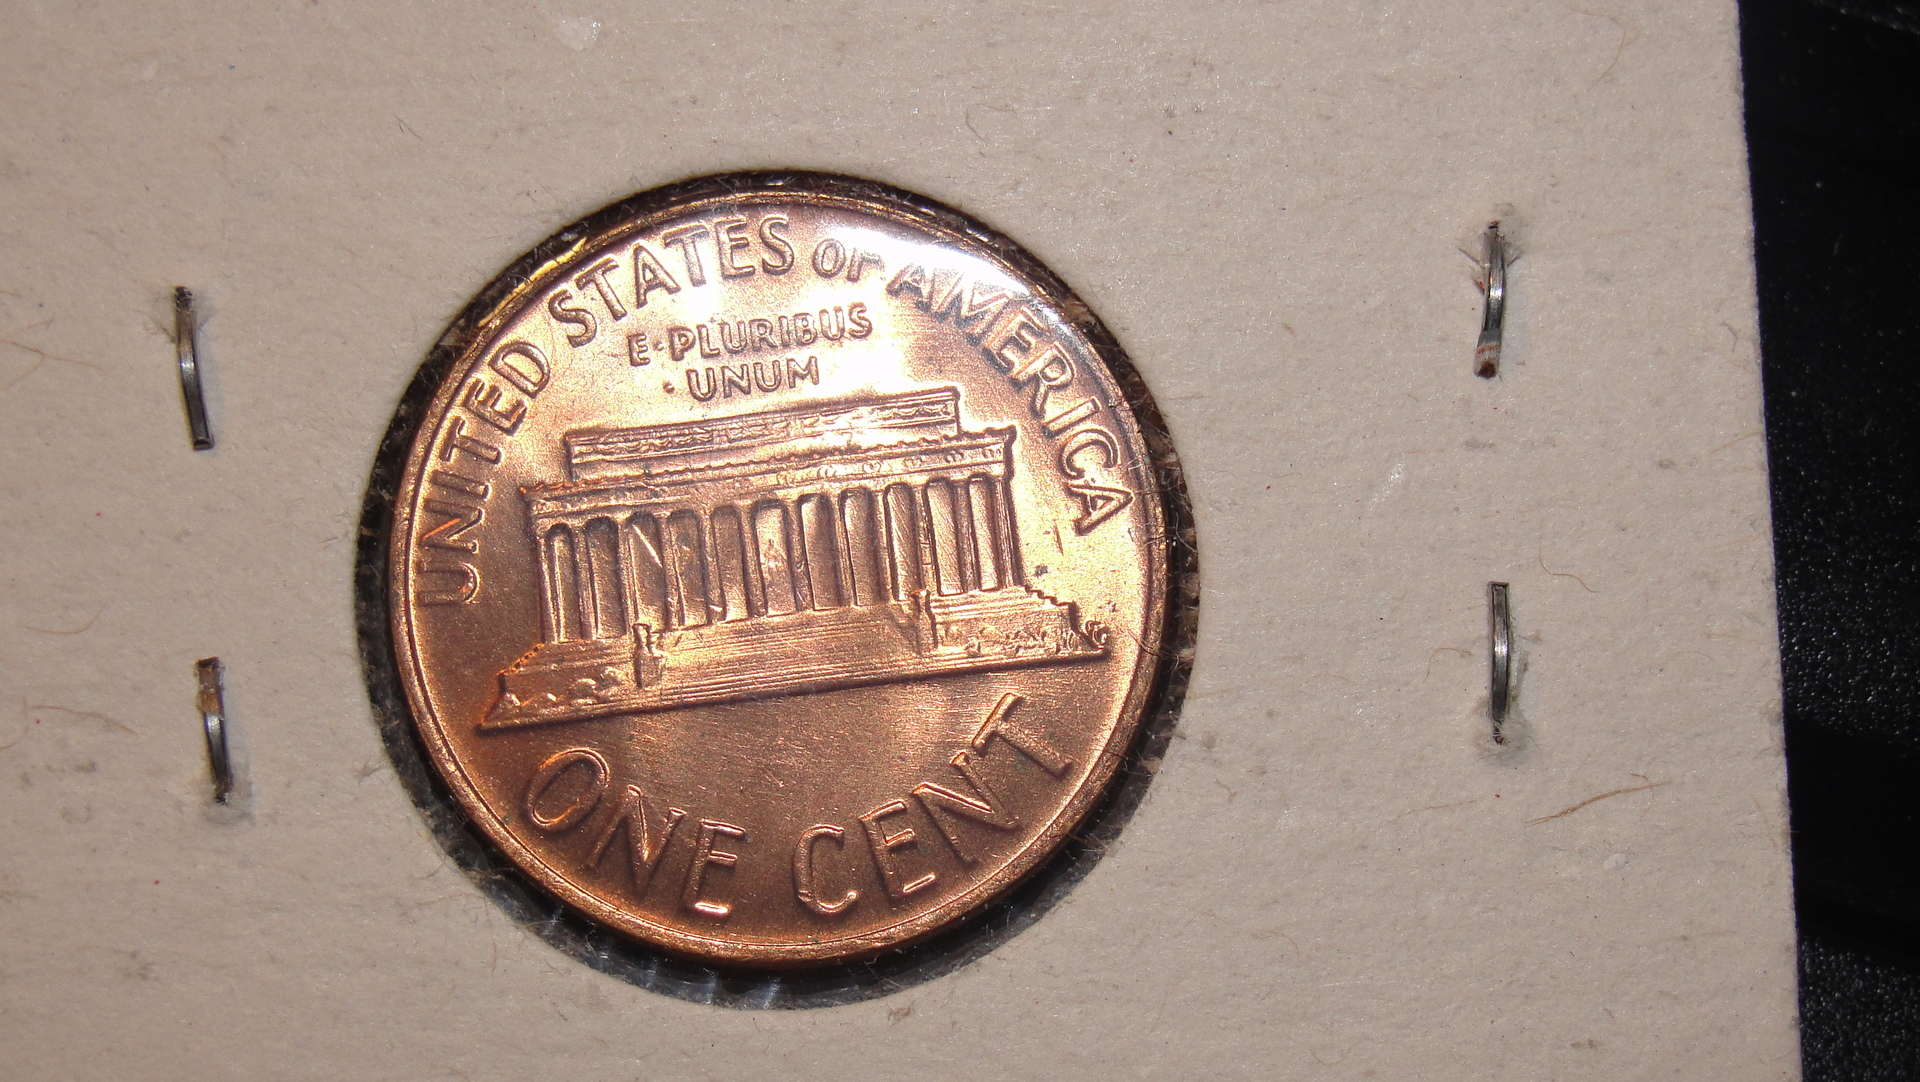 UNITED STATES OF AMERICA
E·PLURIBUS
·UNUM
ONE CENT